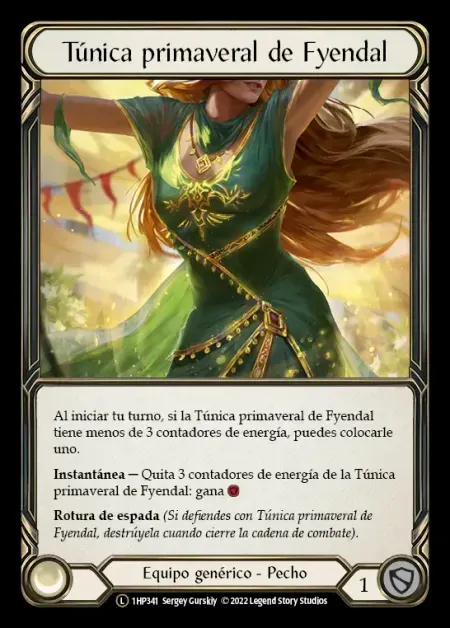 Túnica primaveral de Fyendal
Al iniciar tu turno, si la Túnica primaveral de Fyendal
tiene menos de 3 contadores de energía, puedes colocarle
uno.
Instantánea — Quita 3 contadores de energía de la Túnica
primaveral de Fyendal: gana
Rotura de espada (Si defiendes con Túnica primaveral de
Fyendal, destrúyela cuando cierre la cadena de combate).
Equipo genérico - Pecho
1
L 1HP341 Sergey Gurskiy © 2022 Legend Story Studios